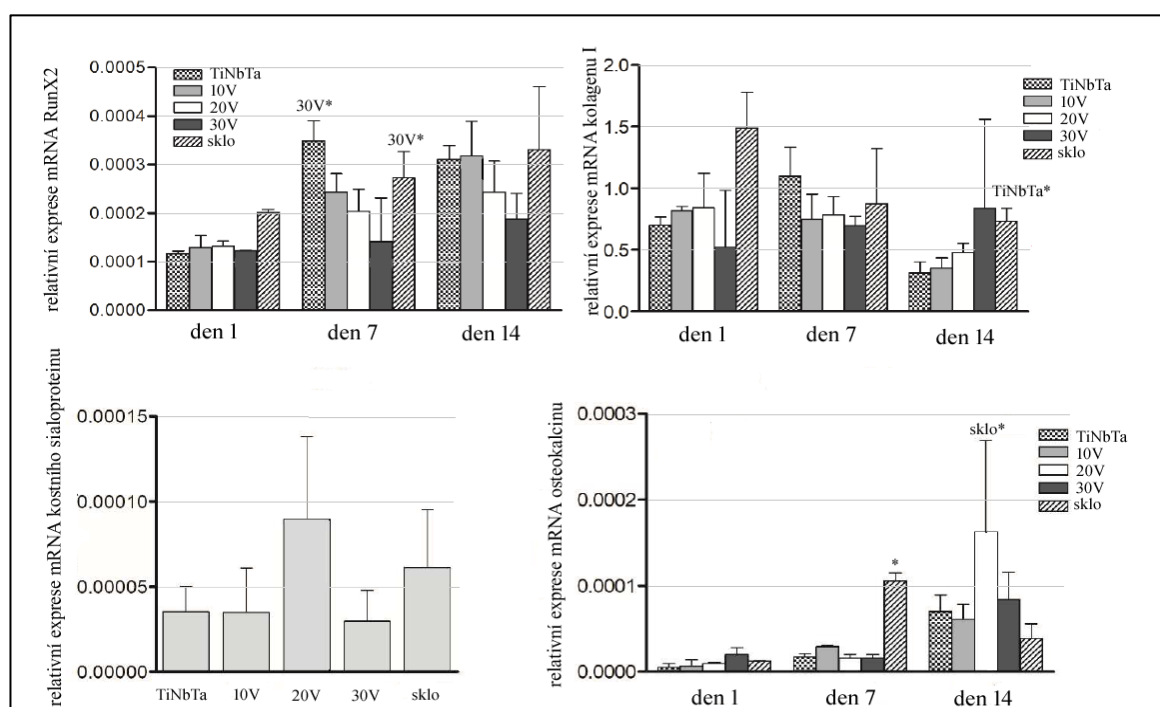 relativní exprese mRNA RunX2
0.0005
0.0004
0.0003
0.0002
0.0001
0.0000
TiNbTa
10V
20V
30V
sklo
30V*
30V*
den 1
den 7
den 14
relativní exprese mRNA kolagenu I
2.0
1.5
1.0
0.5
0.0
TiNbTa
10V
20V
30V
sklo
TiNbTa*
den 1
den 7
den 14
relativní exprese mRNA kostního sialoproteinu
0.00015
0.00010
0.00005
0.00000
TiNbTa
10V
20V
30V
sklo
relativní exprese mRNA osteokalcinu
0.0003
0.0002
0.0001
0.0000
*
sklo*
TiNbTa
10V
20V
30V
sklo
den 1
den 7
den 14